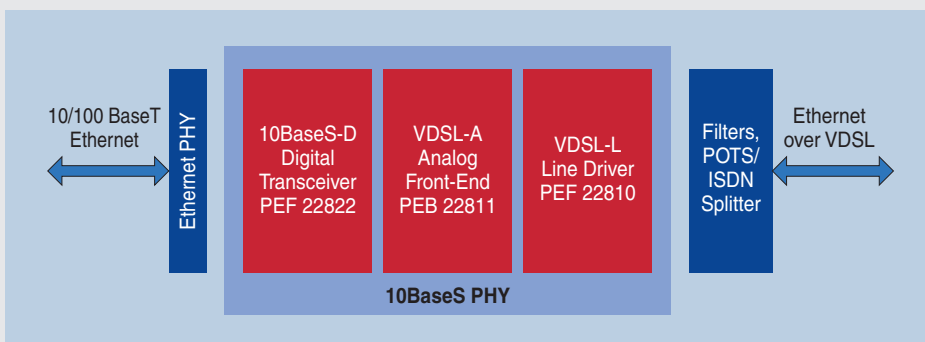 10/100 BaseT
Ethernet
Ethernet PHY
10BaseS-D
Digital
Transceiver
PEF 22822
VDSL-A
Analog
Front-End
PEB 22811
VDSL-L
Line Driver
PEF 22810
Filters,
POTS/
ISDN
Splitter
Ethernet
over VDSL
10BaseS PHY